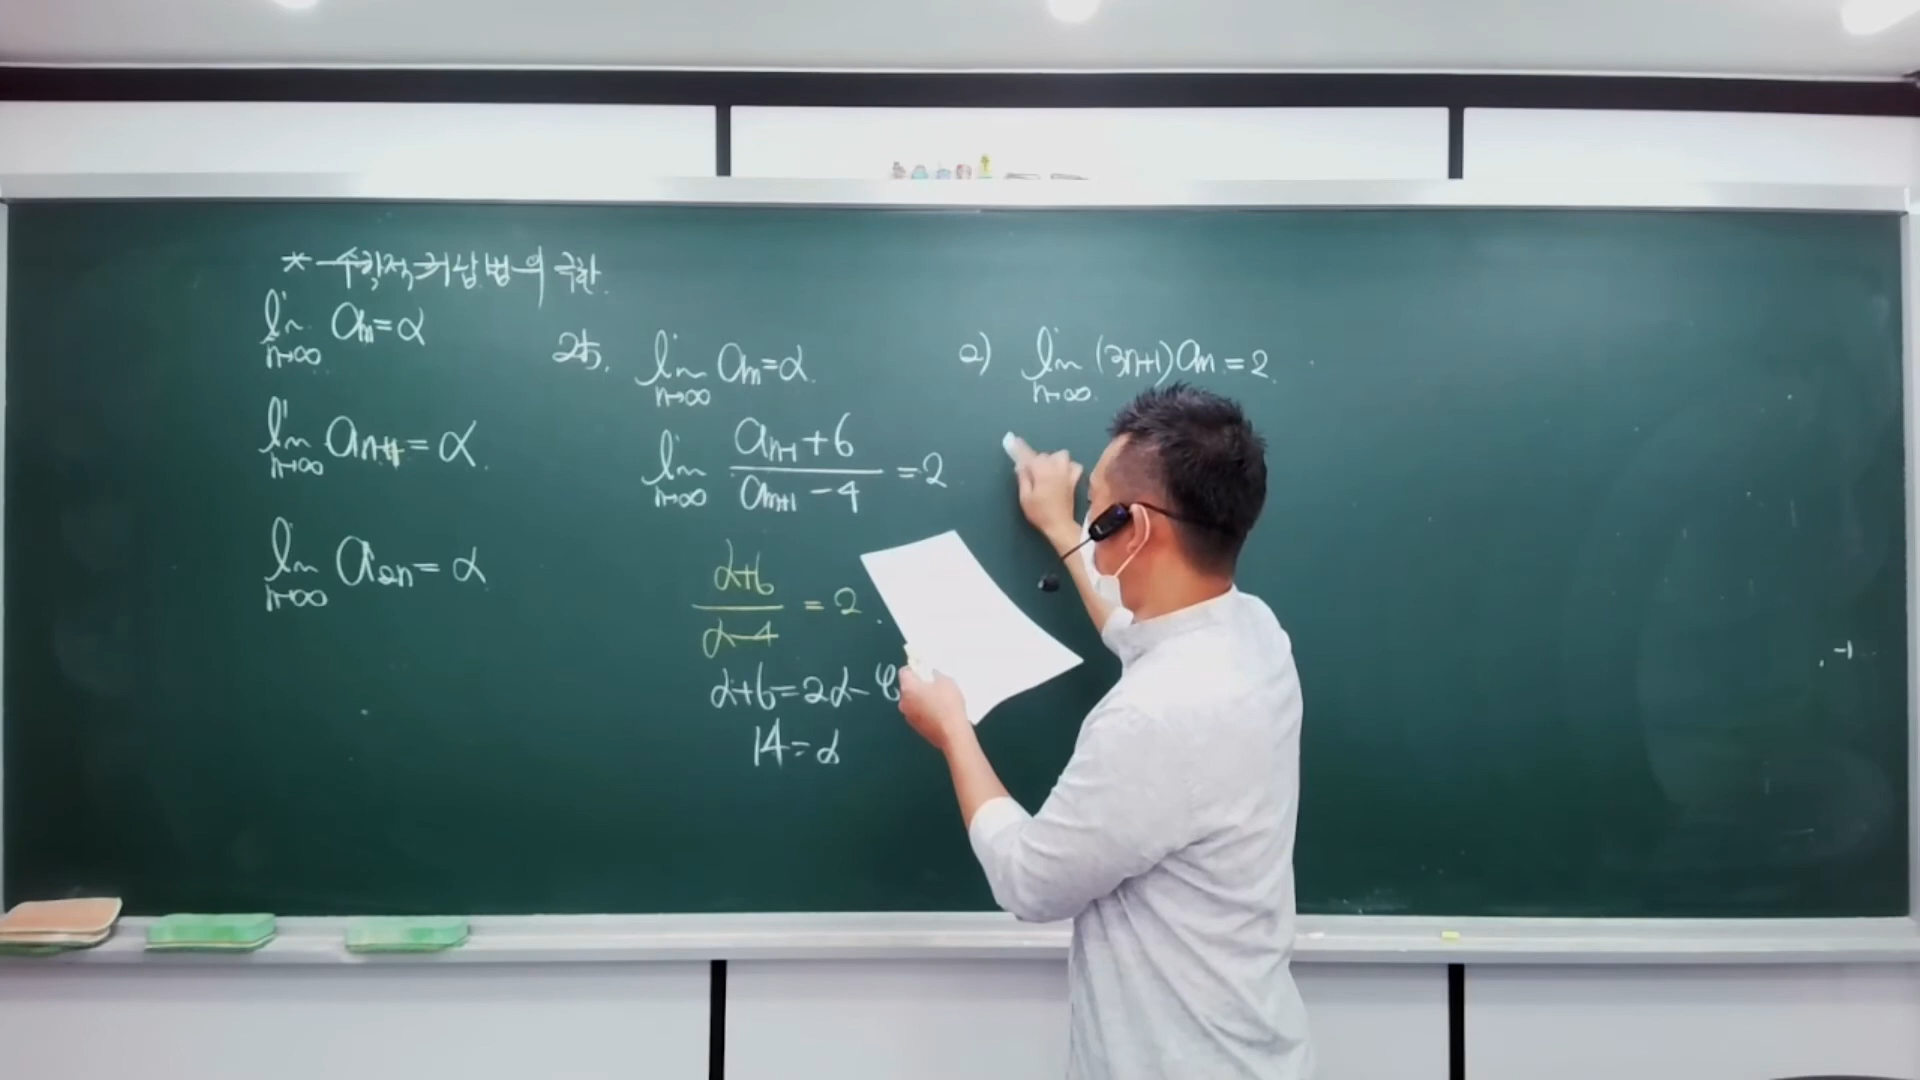 * 수학적 귀납법의 극한.
lim n→∞ an = α
lim n→∞ an+1 = α.
lim n→∞ a2n = α
lim n→∞ an = α.
lim n→∞ (an-1 + 6)/(an+1 - 4) = 2
(α+6)/(α-4) = 2.
α+6 = 2α - 8
14 = α
2) lim n→∞. (3n+1) an = 2.
-1